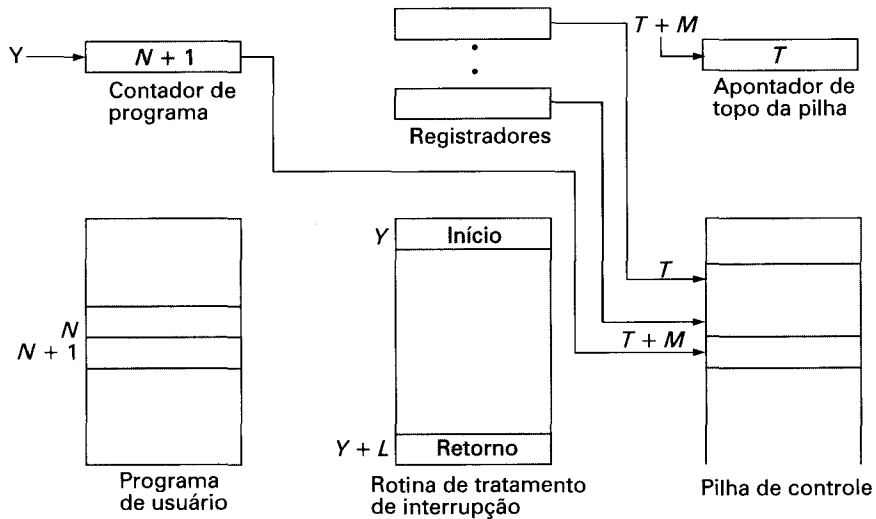 T + M
Y
N + 1
T
Contador de
programa
Registradores
Apontador de
topo da pilha
Y
Início
T
N
N + 1
T + M
Y + L
Retorno
Programa
de usuário
Rotina de tratamento
de interrupção
Pilha de controle